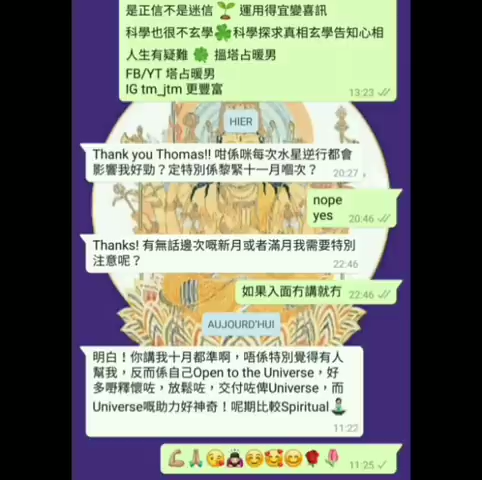 是正信不是迷信🌱 運用得宜變喜訊
科學也很不玄學🍀科學探求真相玄學告知心相
人生有疑難 🍀 搵塔占暖男
FB/YT 塔占暖男
IG tm_jtm 更豐富
13:23
HIER
Thank you Thomas!! 咁係咪每次水星逆行都會
影響我好勁？定特別係黎緊十一月嗰次？
20:27
nope
yes
20:46
Thanks! 有無話邊次嘅新月或者滿月我需要特別
注意呢？
22:46
如果入面冇講就冇 22:46
AUJOURD'HUI
明白！你講我十月都準啊，唔係特別覺得有人
幫我，反而係自己Open to the Universe，好
多嘢釋懷咗，放鬆咗，交付咗俾Universe，而
Universe嘅助力好神奇！呢期比較Spiritual🧘🏻‍♂️
11:22
💪🏽🙏🏽😘🙇🏻‍♂️☺️🥰😊🌹🌷 11:25